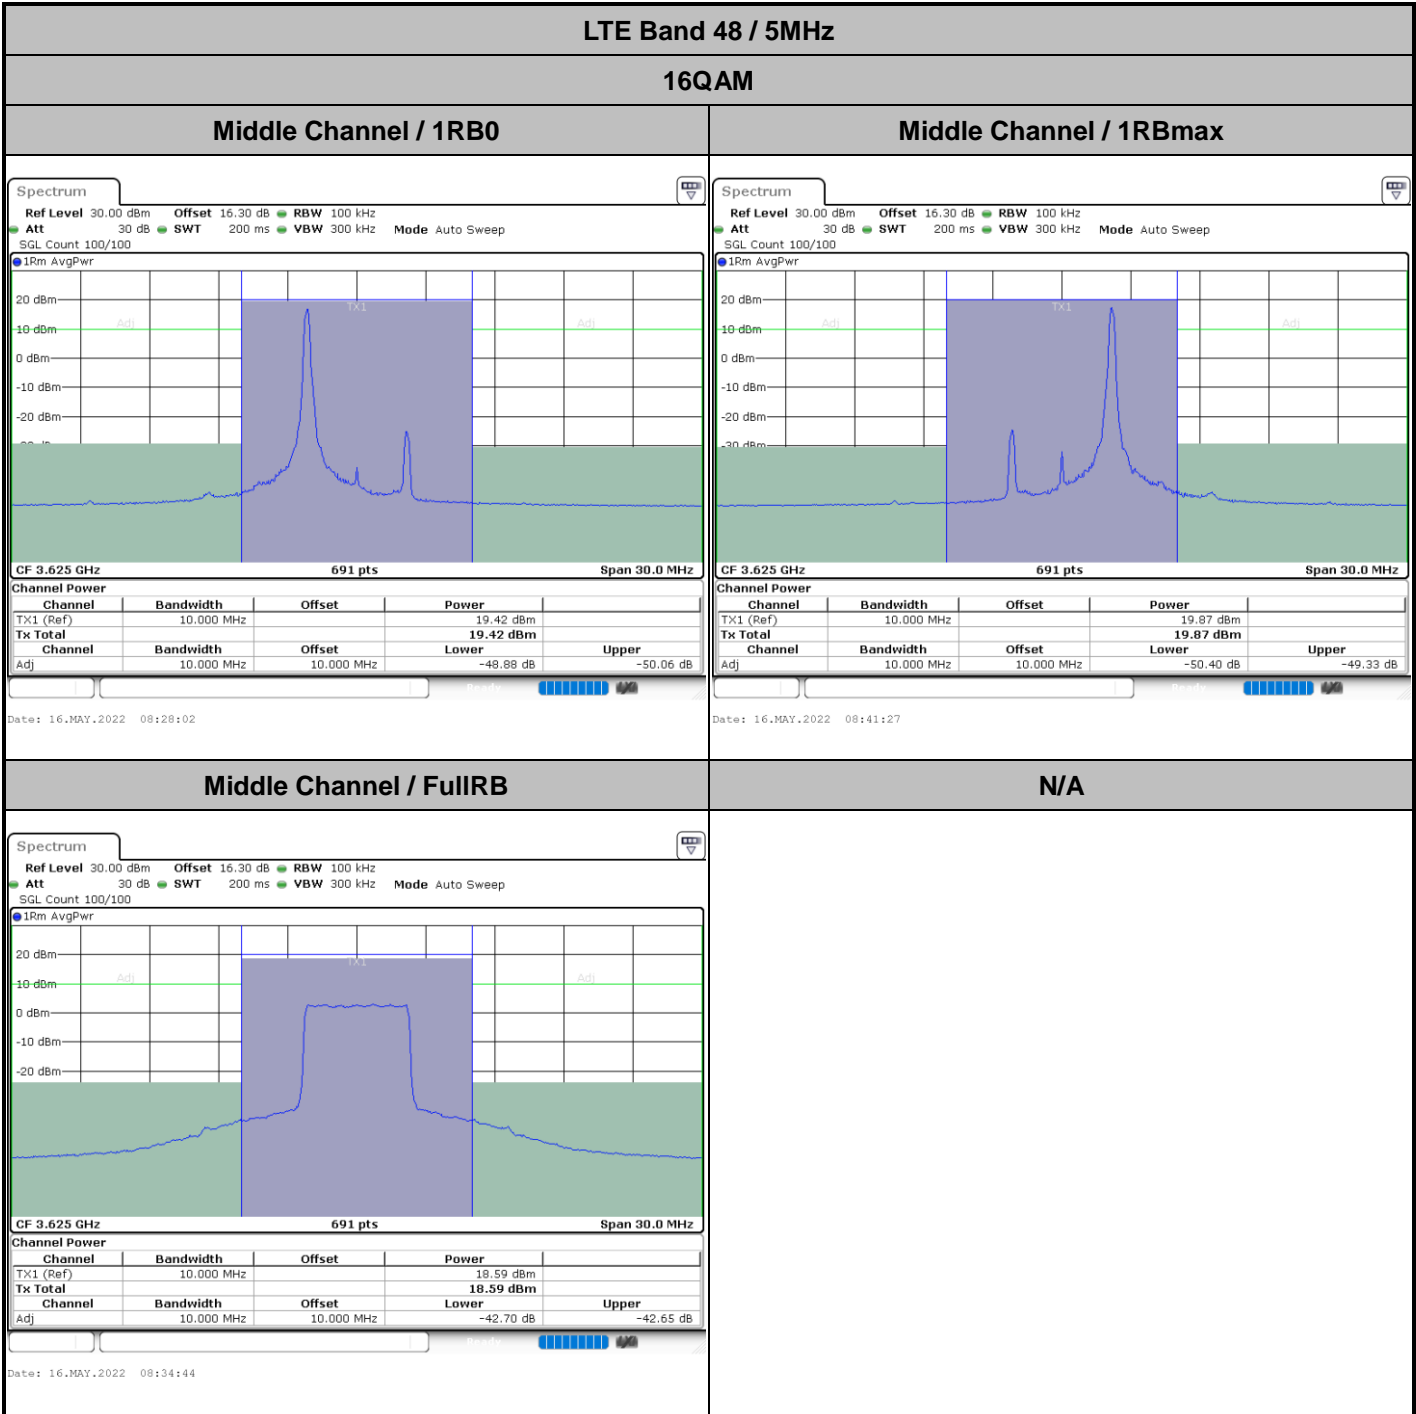 LTE Band 48 / 5MHz
16QAM
Middle Channel / 1RB0
Middle Channel / 1RBmax
Spectrum
Ref Level 30.00 dBm Offset 16.30 dB RBW 100 kHz
Att 30 dB SWT 200 ms VBW 300 kHz Mode Auto Sweep
SGL Count 100/100
1Rm AvgPwr
20 dBm
10 dBm
0 dBm
-10 dBm
-20 dBm
Adj
TX1
Adj
CF 3.625 GHz 691 pts Span 30.0 MHz
Channel Power
Channel Bandwidth Offset Power
TX1 (Ref) 10.000 MHz 19.42 dBm
Tx Total 19.42 dBm
Channel Bandwidth Offset Lower Upper
Adj 10.000 MHz 10.000 MHz -48.88 dB -50.06 dB
Ready
Date: 16.MAY.2022 08:28:02
Spectrum
Ref Level 30.00 dBm Offset 16.30 dB RBW 100 kHz
Att 30 dB SWT 200 ms VBW 300 kHz Mode Auto Sweep
SGL Count 100/100
1Rm AvgPwr
20 dBm
10 dBm
0 dBm
-10 dBm
-20 dBm
-30 dBm
Adj
TX1
Adj
CF 3.625 GHz 691 pts Span 30.0 MHz
Channel Power
Channel Bandwidth Offset Power
TX1 (Ref) 10.000 MHz 19.87 dBm
Tx Total 19.87 dBm
Channel Bandwidth Offset Lower Upper
Adj 10.000 MHz 10.000 MHz -50.40 dB -49.33 dB
Ready
Date: 16.MAY.2022 08:41:27
Middle Channel / FullRB
N/A
Spectrum
Ref Level 30.00 dBm Offset 16.30 dB RBW 100 kHz
Att 30 dB SWT 200 ms VBW 300 kHz Mode Auto Sweep
SGL Count 100/100
1Rm AvgPwr
20 dBm
10 dBm
0 dBm
-10 dBm
-20 dBm
Adj
TX1
Adj
CF 3.625 GHz 691 pts Span 30.0 MHz
Channel Power
Channel Bandwidth Offset Power
TX1 (Ref) 10.000 MHz 18.59 dBm
Tx Total 18.59 dBm
Channel Bandwidth Offset Lower Upper
Adj 10.000 MHz 10.000 MHz -42.70 dB -42.65 dB
Ready
Date: 16.MAY.2022 08:34:44